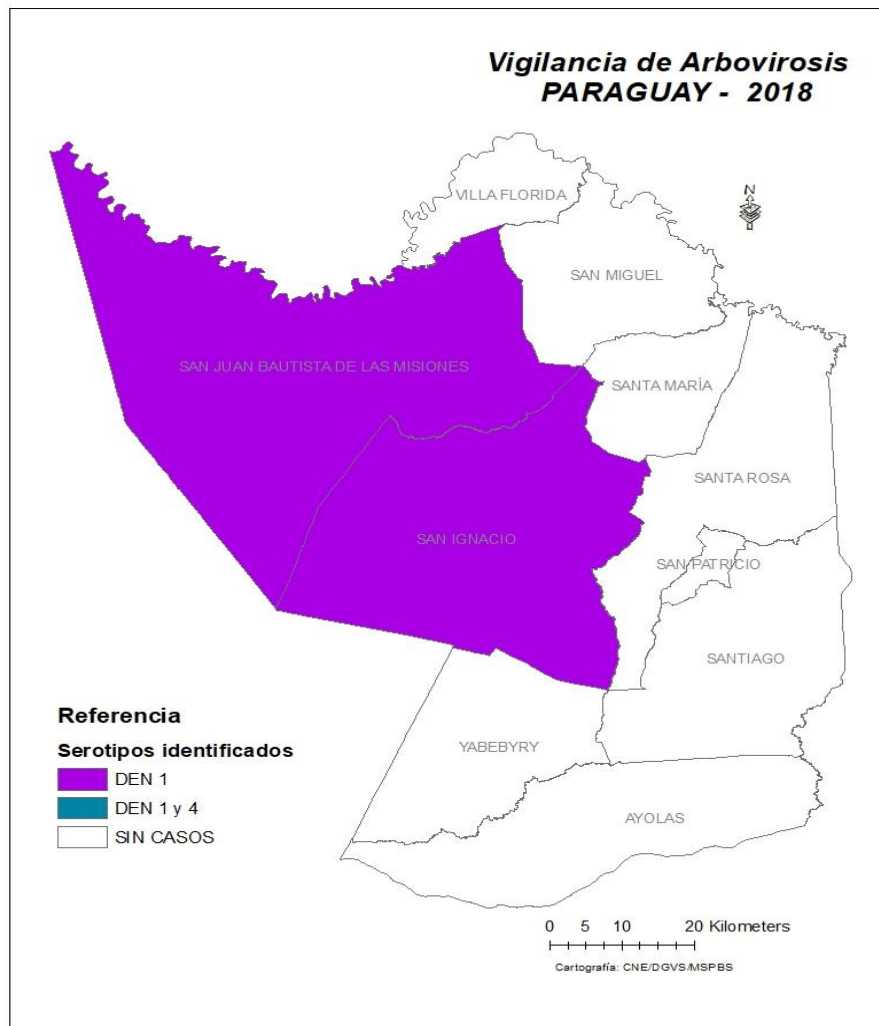 Vigilancia de Arbovirosis
PARAGUAY - 2018
N
VILLA FLORIDA
SAN MIGUEL
SAN JUAN BAUTISTA DE LAS MISIONES
SANTA MARÍA
SANTA ROSA
SAN IGNACIO
SAN PATRICIO
SANTIAGO
YABEBYRY
AYOLAS
Referencia
Serotipos identificados
DEN 1
DEN 1 y 4
SIN CASOS
0 5 10 20 Kilometers
Cartografía: CNE/DGVS/MSPBS